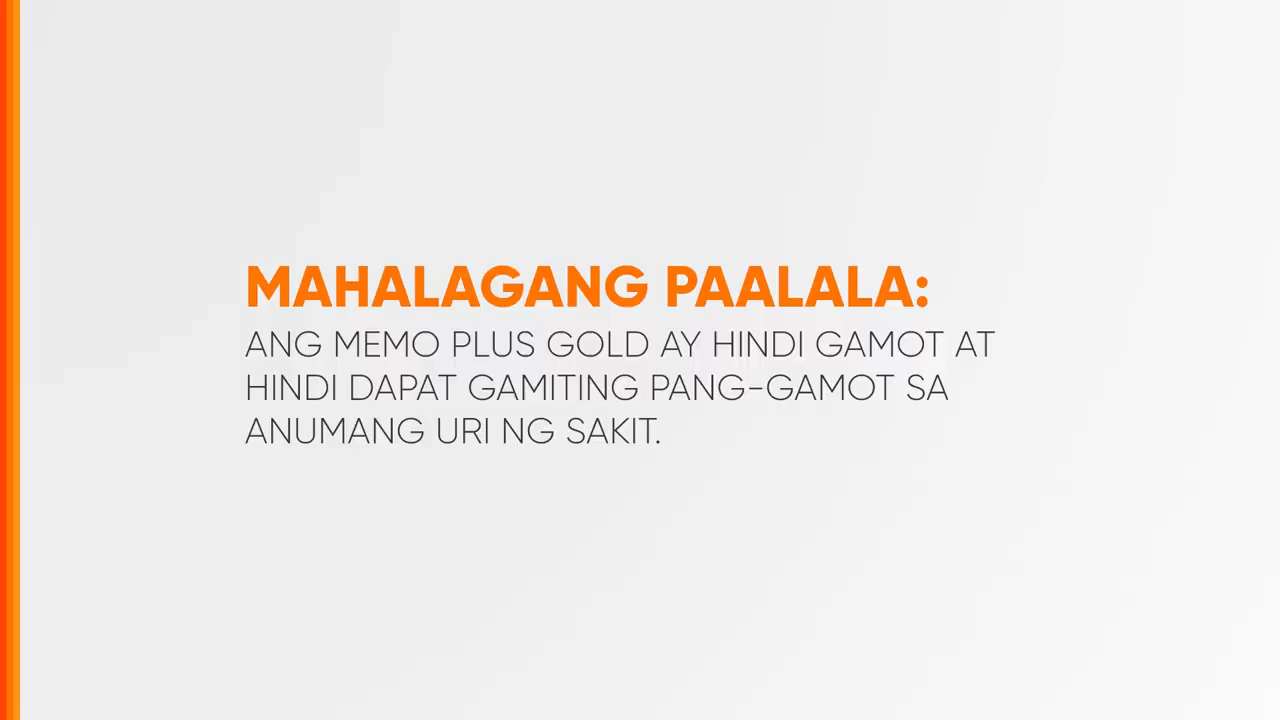 MAHALAGANG PAALALA:
ANG MEMO PLUS GOLD AY HINDI GAMOT AT
HINDI DAPAT GAMITING PANG-GAMOT SA
ANUMANG URI NG SAKIT.